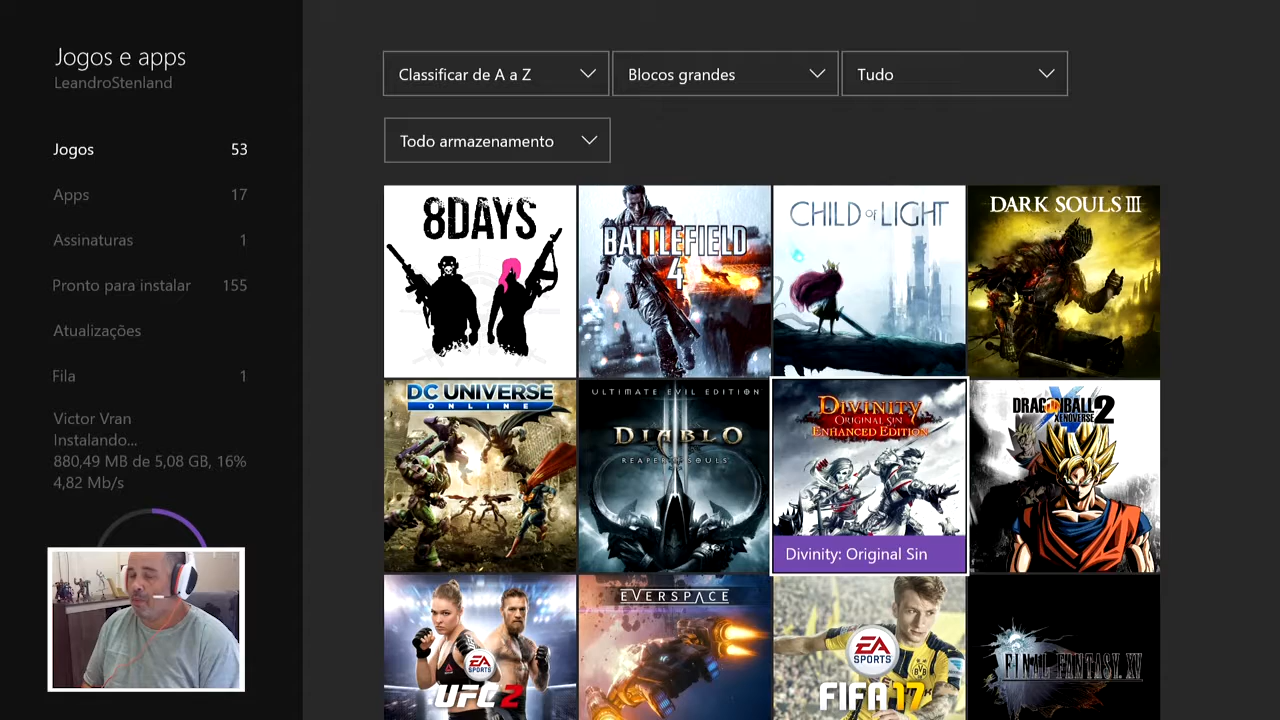 Jogos e apps
LeandroStenland
Jogos 53
Apps 17
Assinaturas 1
Pronto para instalar 155
Atualizações
Fila 1
Victor Vran
Instalando...
880,49 MB de 5,08 GB, 16%
4,82 Mb/s
Classificar de A a Z
Blocos grandes
Tudo
Todo armazenamento
8DAYS
BATTLEFIELD
4
CHILD of LIGHT
DARK SOULS III
DC UNIVERSE
ONLINE
ULTIMATE EVIL EDITION
DIABLO
REAPER OF SOULS
DIVINITY
ORIGINAL SIN
ENHANCED EDITION
Divinity: Original Sin
DRAGONBALL
XENOVERSE 2
EA
SPORTS
UFC 2
EVERSPACE
EA
SPORTS
FIFA 17
FINAL FANTASY XV